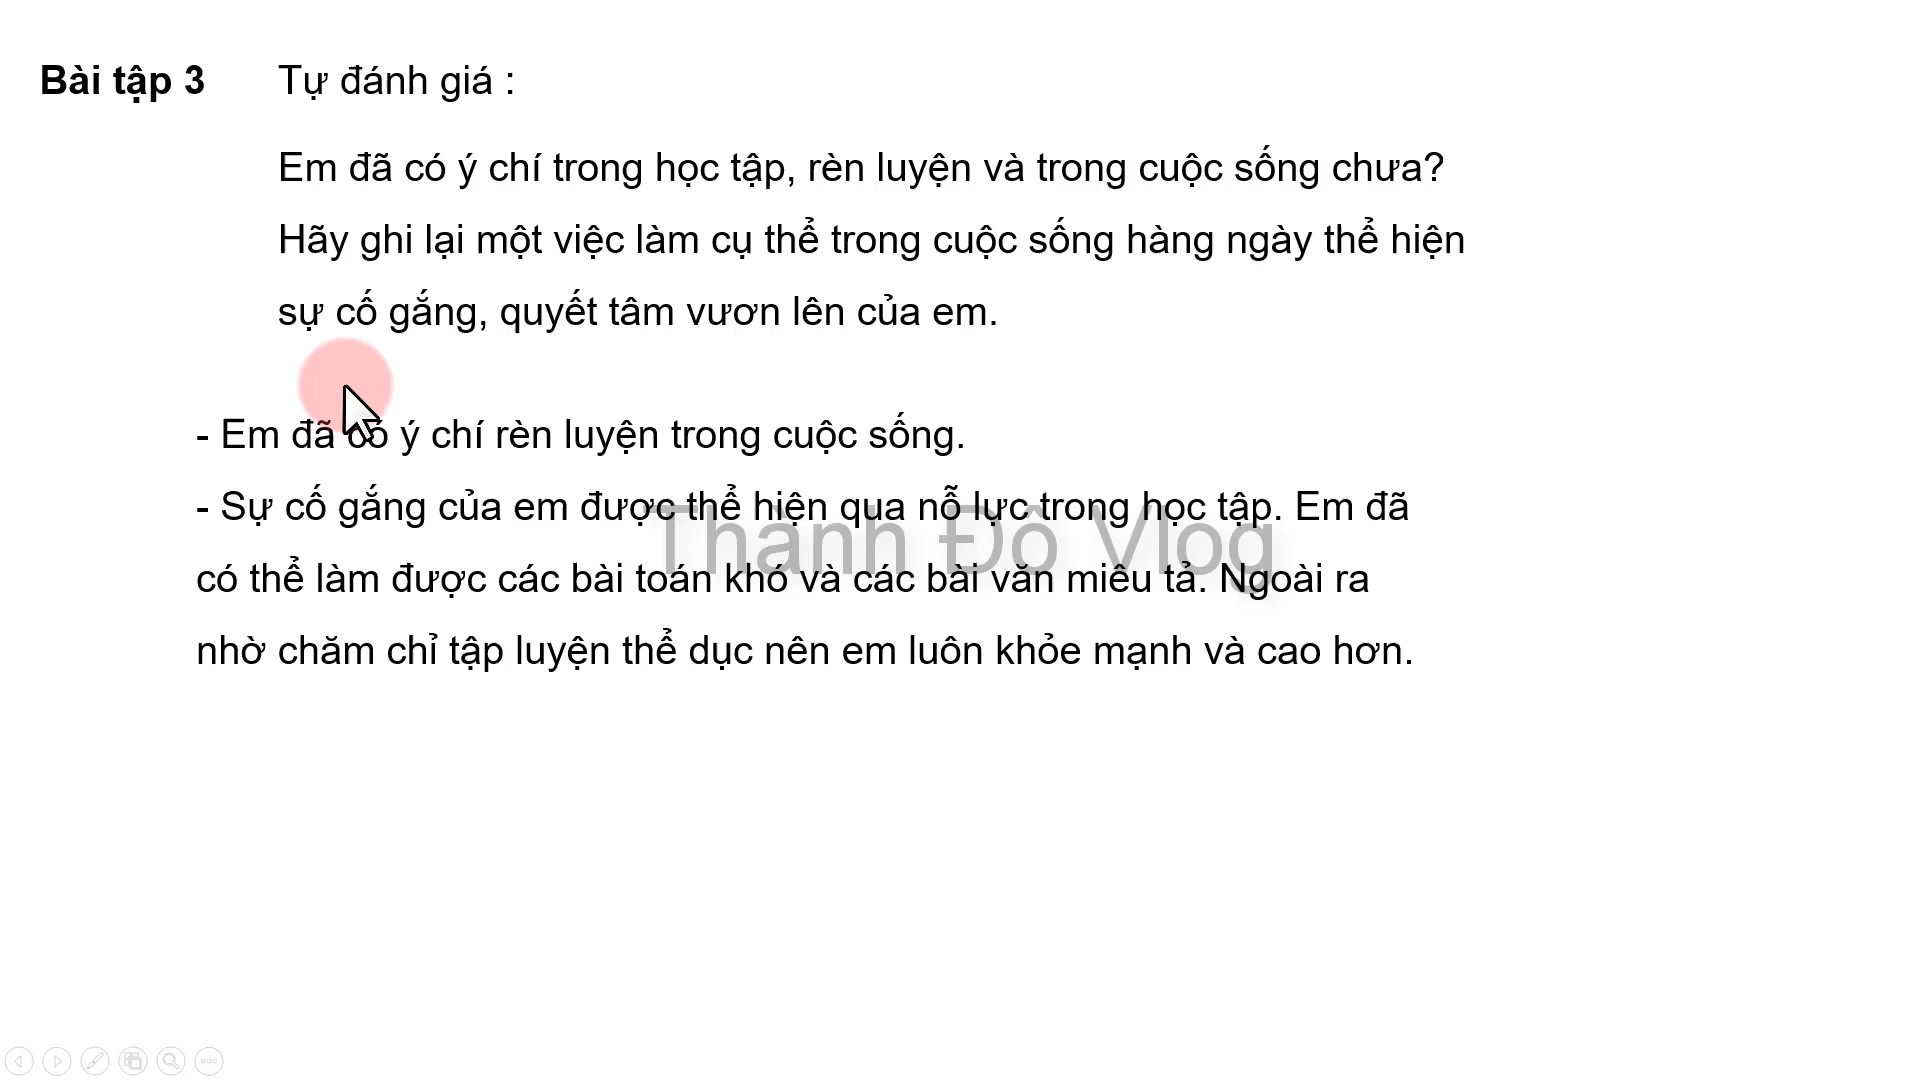 Bài tập 3 Tự đánh giá :
Em đã có ý chí trong học tập, rèn luyện và trong cuộc sống chưa?
Hãy ghi lại một việc làm cụ thể trong cuộc sống hàng ngày thể hiện
sự cố gắng, quyết tâm vươn lên của em.
- Em đã có ý chí rèn luyện trong cuộc sống.
- Sự cố gắng của em được thể hiện qua nỗ lực trong học tập. Em đã
Thành Đô Vlog
có thể làm được các bài toán khó và các bài văn miêu tả. Ngoài ra
nhờ chăm chỉ tập luyện thể dục nên em luôn khỏe mạnh và cao hơn.